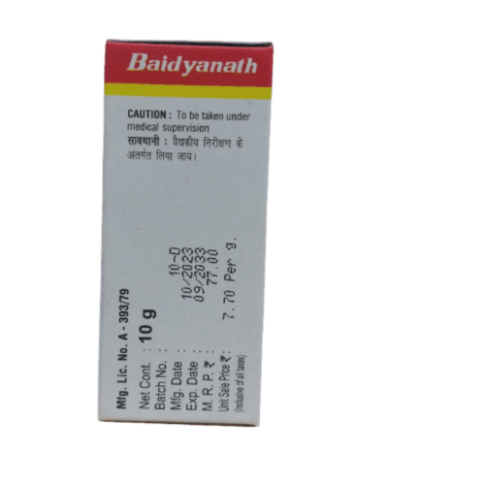 Baidyanath
CAUTION : To be taken under
medical supervision
सावधानी : वैद्यकीय निरीक्षण के
अंतर्गत लिया जाय।
Mfg. Lic. No. A - 393/79
Net Cont. : 10 g
Batch No. : 10-D
Mfg. Date : 10/2023
Exp. Date : 09/2033
M. R. P. ₹ : 77.00
Unit Sale Price ₹ : 7.70 Per g.
(Inclusive of all taxes)